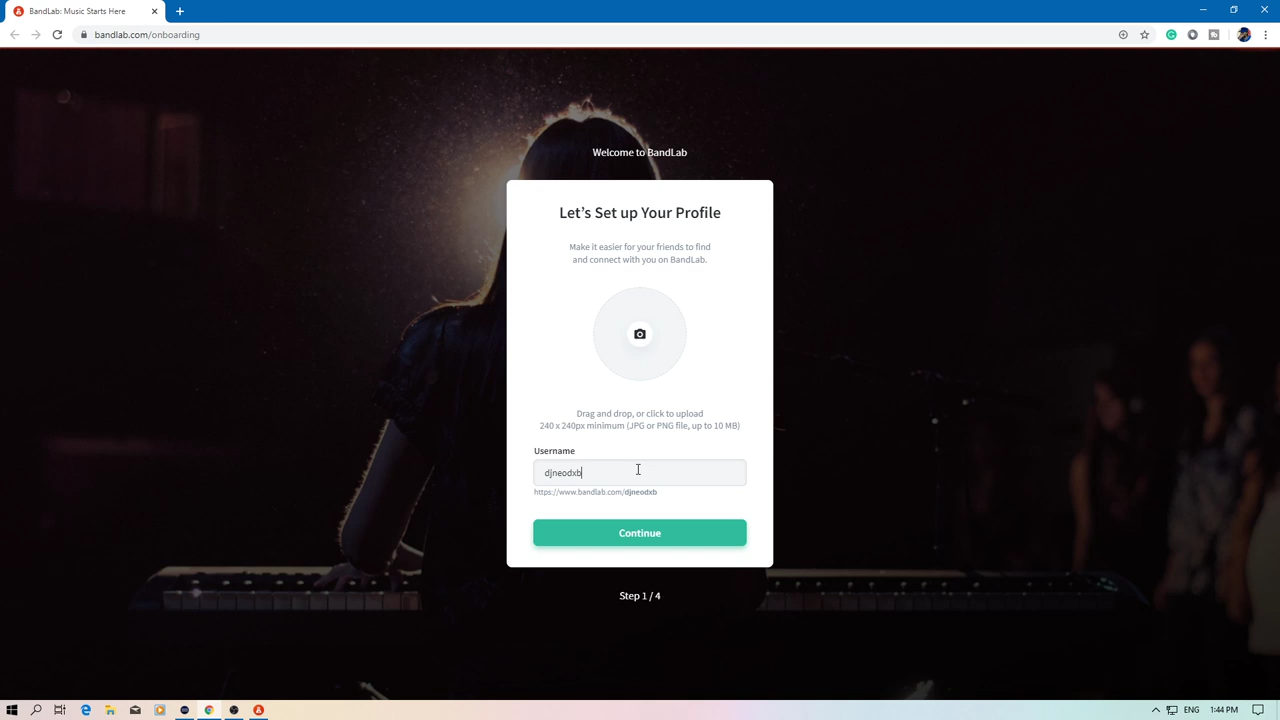 BandLab: Music Starts Here
bandlab.com/onboarding
Welcome to BandLab
Let's Set up Your Profile
Make it easier for your friends to find
and connect with you on BandLab.
Drag and drop, or click to upload
240 x 240px minimum (JPG or PNG file, up to 10 MB)
Username
djneodxb
https://www.bandlab.com/djneodxb
Continue
Step 1 / 4
ENG 1:44 PM